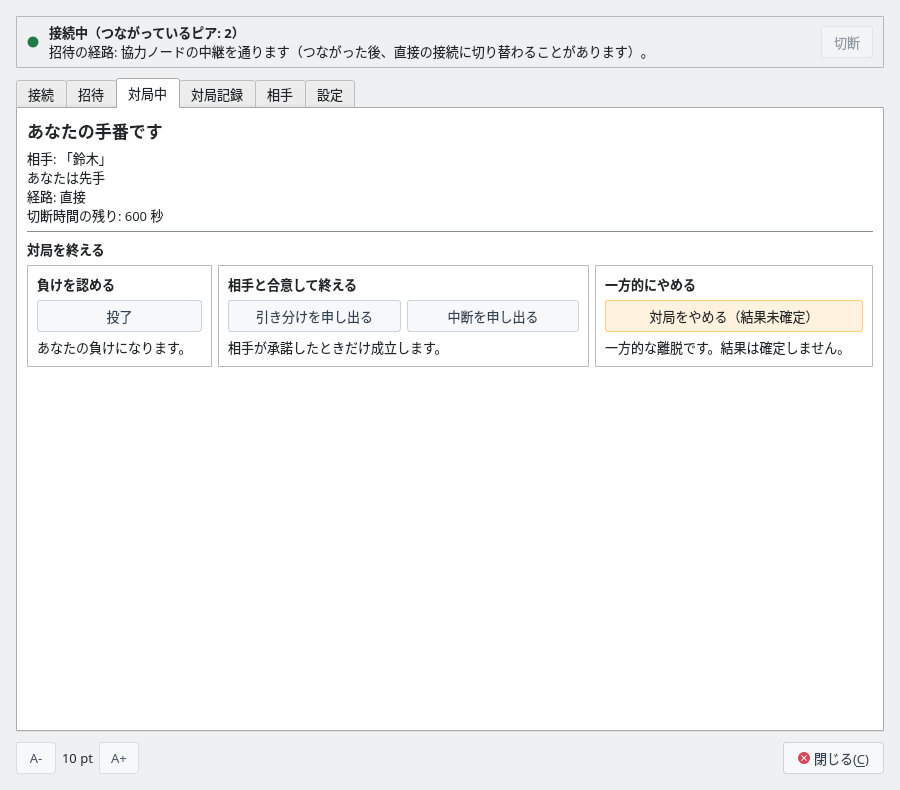 接続中（つながっているピア: 2）
招待の経路: 協力ノードの中継を通ります（つながった後、直接の接続に切り替わることがあります）。
切断
接続 招待 対局中 対局記録 相手 設定
あなたの手番です
相手: 「鈴木」
あなたは先手
経路: 直接
切断時間の残り: 600 秒
対局を終える
負けを認める
投了
あなたの負けになります。
相手と合意して終える
引き分けを申し出る 中断を申し出る
相手が承諾したときだけ成立します。
一方的にやめる
対局をやめる（結果未確定）
一方的な離脱です。結果は確定しません。
A- 10 pt A+
閉じる(C)